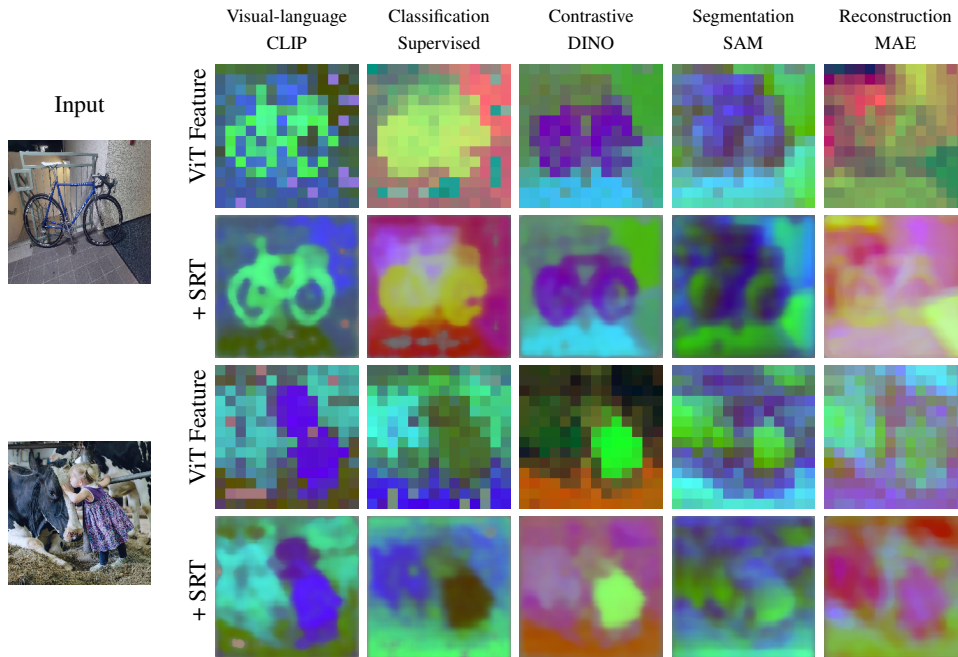 Visual-language Classification Contrastive Segmentation Reconstruction
CLIP Supervised DINO SAM MAE
Input
ViT Feature
+ SRT
ViT Feature
+ SRT